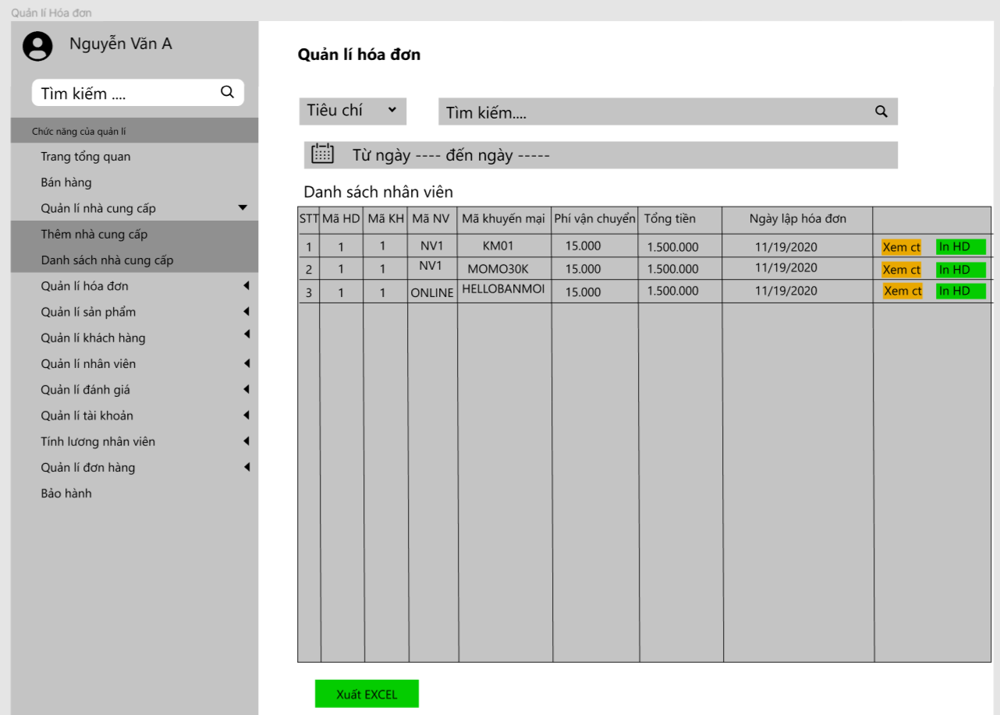 Quản lí Hóa đơn
Nguyễn Văn A
Tìm kiếm ....
Chức năng của quản lí
Trang tổng quan
Bán hàng
Quản lí nhà cung cấp
Thêm nhà cung cấp
Danh sách nhà cung cấp
Quản lí hóa đơn
Quản lí sản phẩm
Quản lí khách hàng
Quản lí nhân viên
Quản lí đánh giá
Quản lí tài khoản
Tính lương nhân viên
Quản lí đơn hàng
Bảo hành
Quản lí hóa đơn
Tiêu chí Tìm kiếm....
Từ ngày ---- đến ngày -----
Danh sách nhân viên
STT Mã HD Mã KH Mã NV Mã khuyến mại Phí vận chuyển Tổng tiền Ngày lập hóa đơn
1 1 1 NV1 KM01 15.000 1.500.000 11/19/2020 Xem ct In HD
2 1 1 NV1 MOMO30K 15.000 1.500.000 11/19/2020 Xem ct In HD
3 1 1 ONLINE HELLOBANMOI 15.000 1.500.000 11/19/2020 Xem ct In HD
Xuất EXCEL